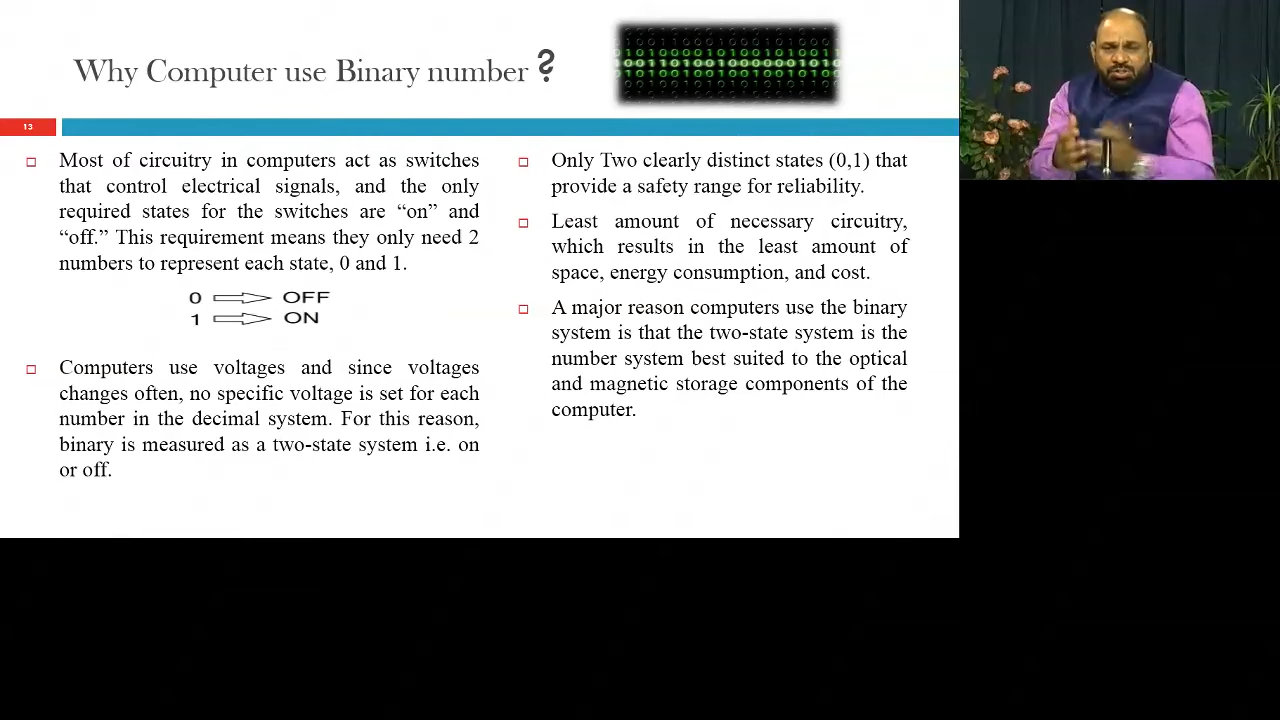 Why Computer use Binary number ?
13
Most of circuitry in computers act as switches
that control electrical signals, and the only
required states for the switches are “on” and
“off.” This requirement means they only need 2
numbers to represent each state, 0 and 1.
0 OFF
1 ON
Computers use voltages and since voltages
changes often, no specific voltage is set for each
number in the decimal system. For this reason,
binary is measured as a two-state system i.e. on
or off.
Only Two clearly distinct states (0,1) that
provide a safety range for reliability.
Least amount of necessary circuitry,
which results in the least amount of
space, energy consumption, and cost.
A major reason computers use the binary
system is that the two-state system is the
number system best suited to the optical
and magnetic storage components of the
computer.